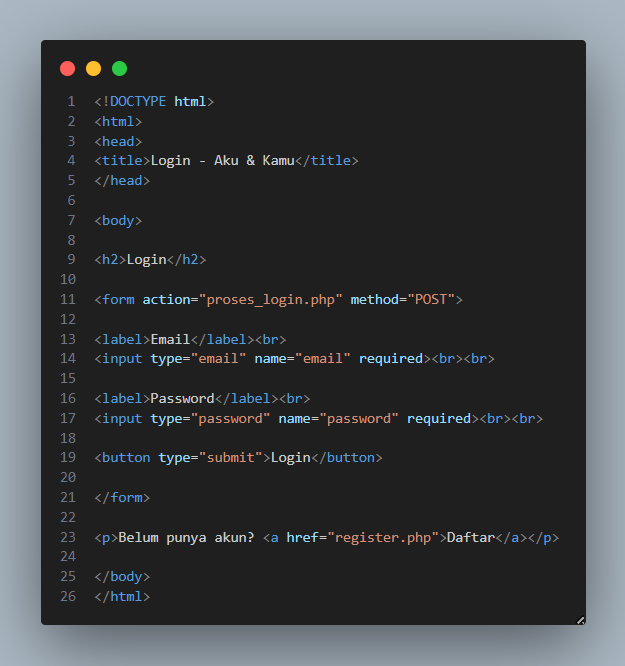 1 <!DOCTYPE html>
2 <html>
3 <head>
4 <title>Login - Aku & Kamu</title>
5 </head>
6
7 <body>
8
9 <h2>Login</h2>
10
11 <form action="proses_login.php" method="POST">
12
13 <label>Email</label><br>
14 <input type="email" name="email" required><br><br>
15
16 <label>Password</label><br>
17 <input type="password" name="password" required><br><br>
18
19 <button type="submit">Login</button>
20
21 </form>
22
23 <p>Belum punya akun? <a href="register.php">Daftar</a></p>
24
25 </body>
26 </html>